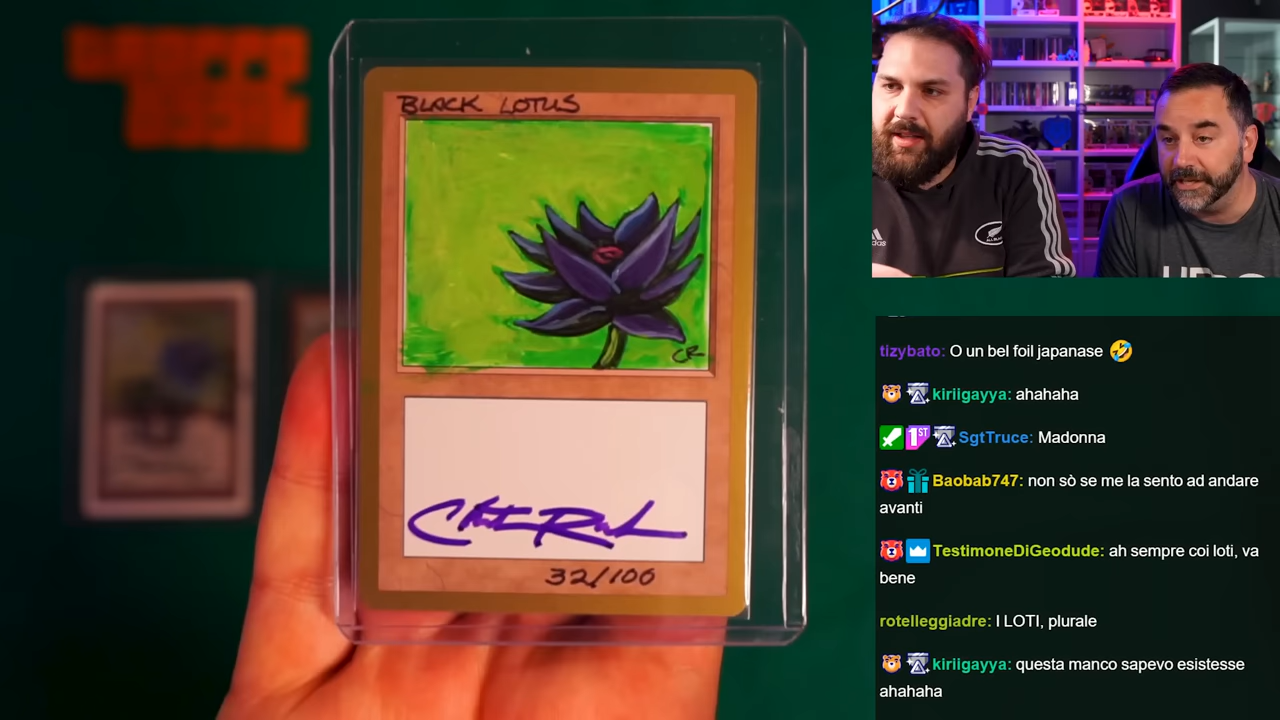 BLACK LOTUS
CR
32/100
tizybato: O un bel foil japanase 🤣
kiriigayya: ahahaha
1ST SgtTruce: Madonna
Baobab747: non sò se me la sento ad andare
avanti
TestimoneDiGeodude: ah sempre coi loti, va
bene
rotelleggiadre: I LOTI, plurale
kiriigayya: questa manco sapevo esistesse
ahahaha